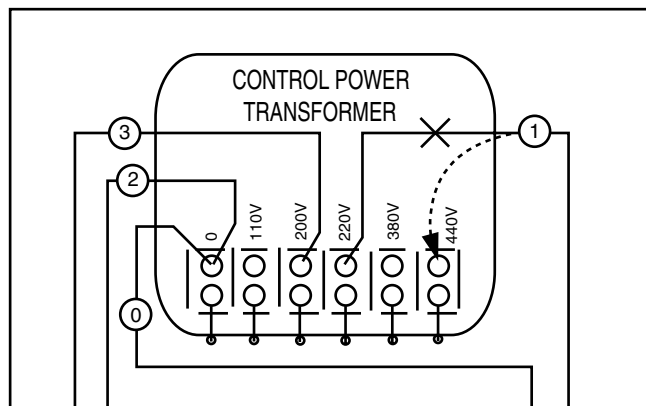 CONTROL POWER
TRANSFORMER
3
1
2
0
110V
200V
220V
380V
440V
0